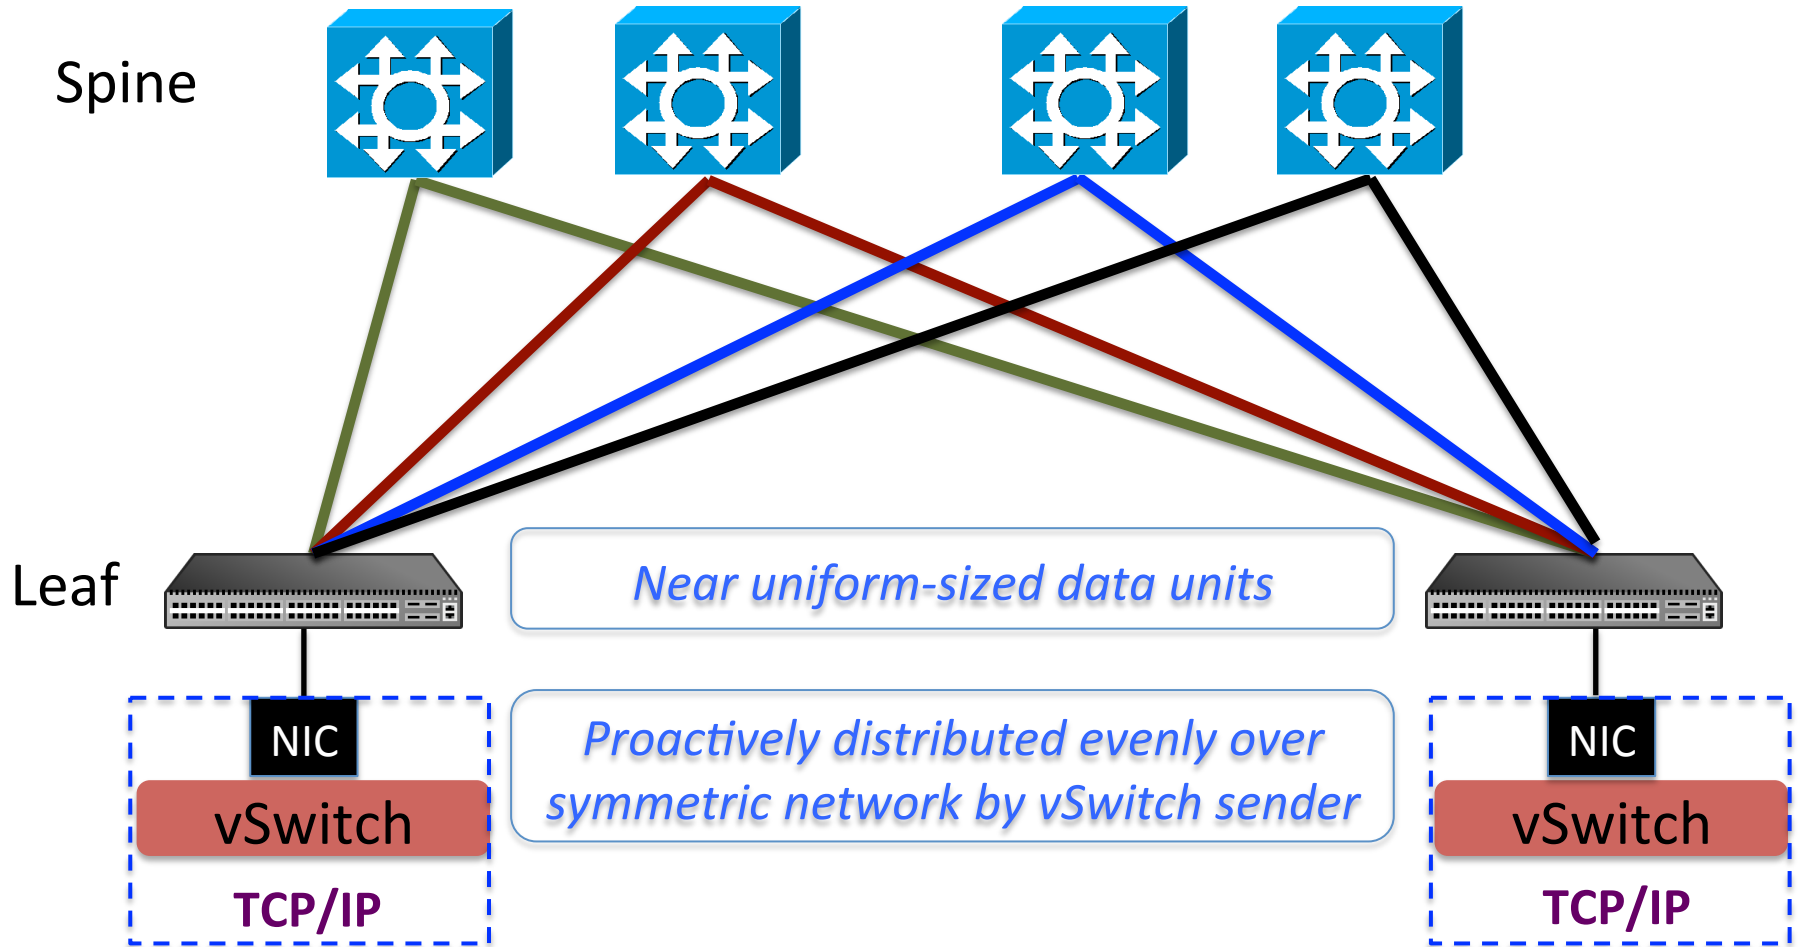 Spine
Leaf
Near uniform-sized data units
Proactively distributed evenly over
symmetric network by vSwitch sender
NIC
vSwitch
TCP/IP
NIC
vSwitch
TCP/IP